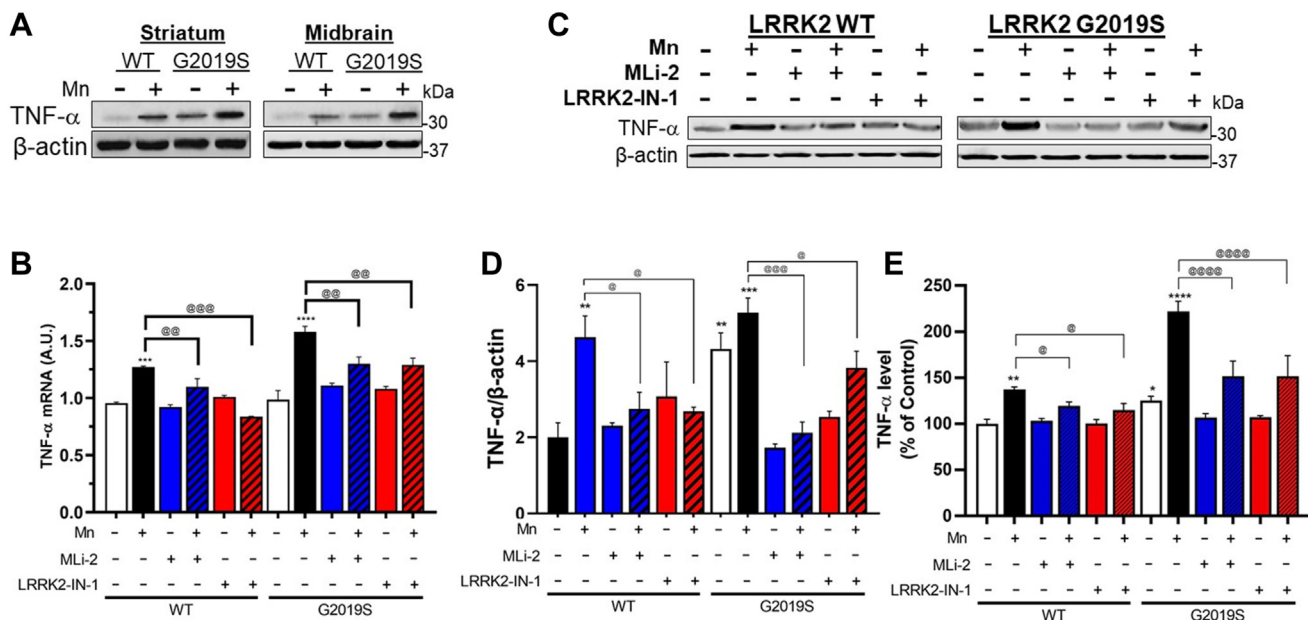 A
Striatum Midbrain
WT G2019S WT G2019S
Mn - + - + - + - + kDa
TNF-α -30
β-actin -37
C
LRRK2 WT LRRK2 G2019S
Mn - + - + - + - + - + - +
MLi-2 - - + + - - - - + + - -
LRRK2-IN-1 - - - - + + - - - - + + kDa
TNF-α -30
β-actin -37
B
TNF-α mRNA (A.U.)
2.0
1.5
1.0
0.5
0.0
*** @@ @@@ **** @@ @@
Mn - + - + - + - + - + - +
MLi-2 - - + + - - - - + + - -
LRRK2-IN-1 - - - - + + - - - - + +
WT G2019S
D
TNF-α/β-actin
6
4
2
0
** @ @ ** *** @@@ @
Mn - + - + - + - + - + - +
MLi-2 - - + + - - - - + + - -
LRRK2-IN-1 - - - - + + - - - - + +
WT G2019S
E
TNF-α level
(% of Control)
250
200
150
100
50
0
** @ @ * **** @@@@ @@@@
Mn - + - + - + - + - + - +
MLi-2 - - + + - - - - + + - -
LRRK2-IN-1 - - - - + + - - - - + +
WT G2019S